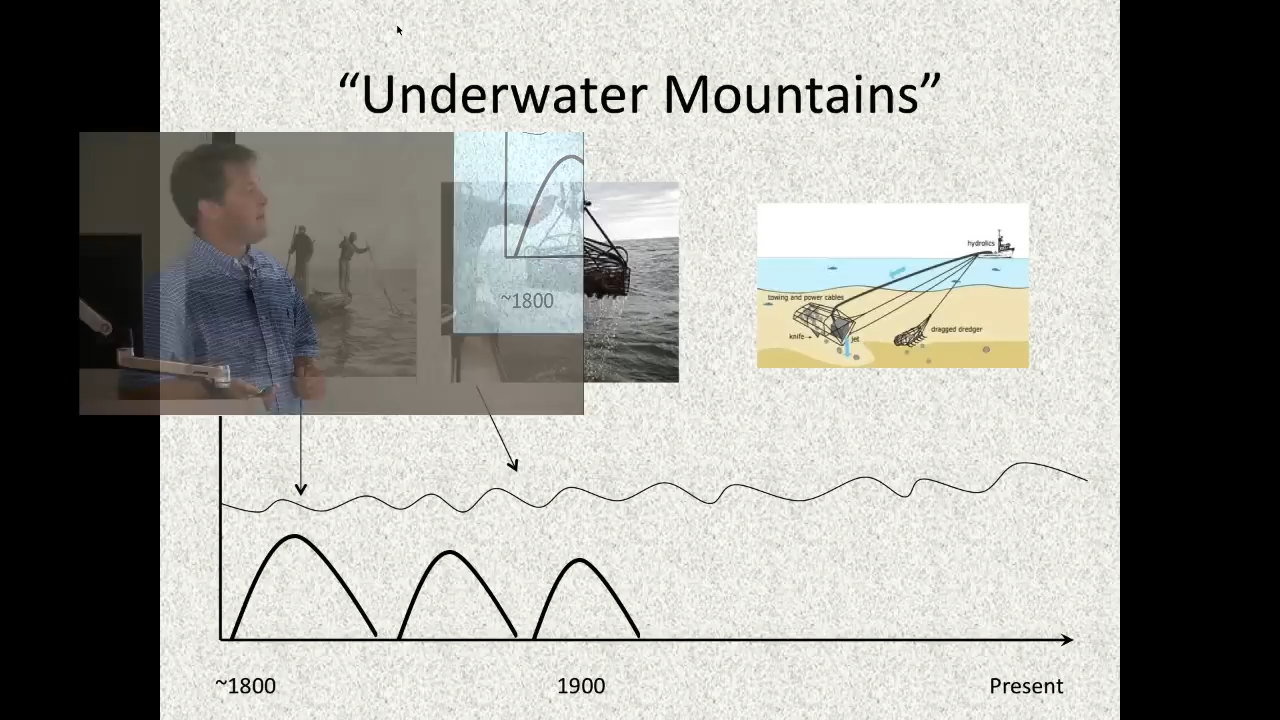 “Underwater Mountains”
~1800
hydrolics
towing and power cables
knife
jet
dragged dredger
~1800
1900
Present